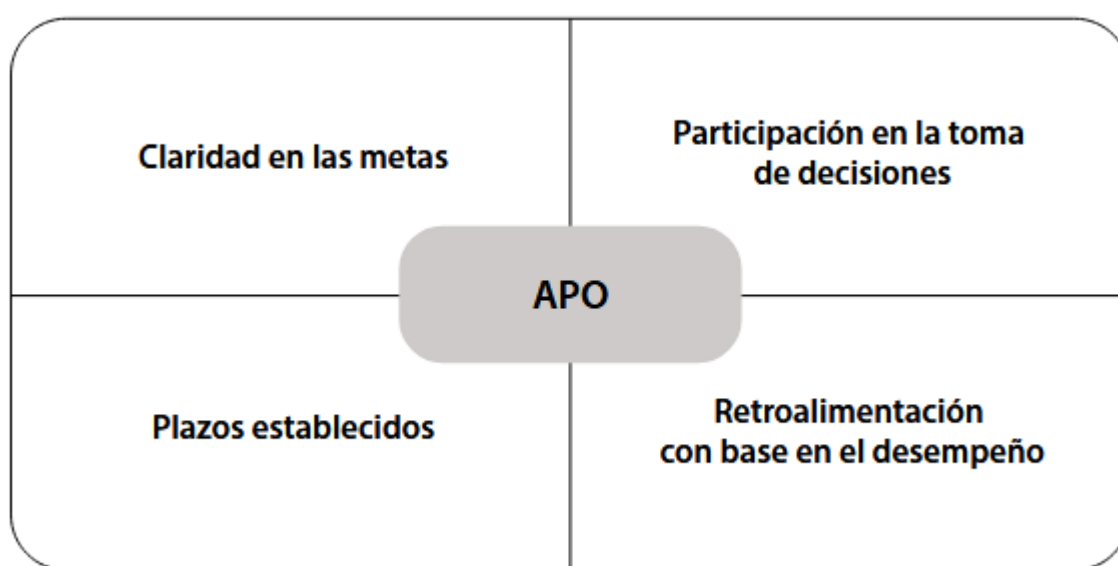 Claridad en las metas
Participación en la toma
de decisiones
APO
Plazos establecidos
Retroalimentación
con base en el desempeño